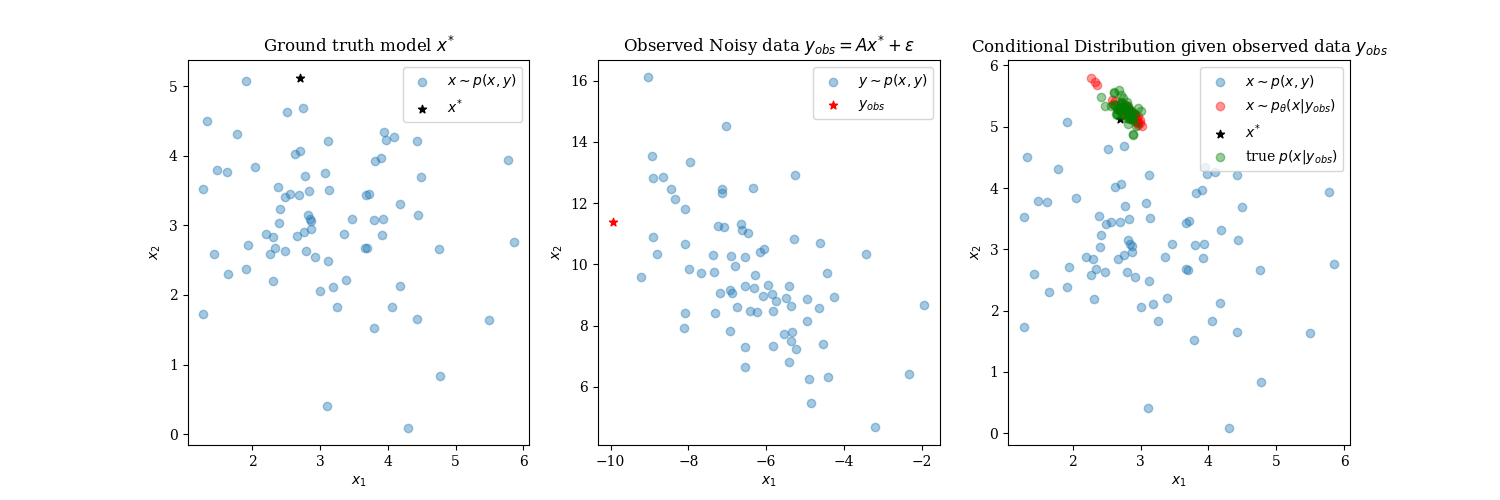 Ground truth model x*
x ~ p(x, y)
x*
5
4
3
2
1
0
x₂
2
3
4
5
6
x₁
Observed Noisy data y_obs = Ax* + ε
y ~ p(x, y)
y_obs
16
14
12
10
8
6
x₂
−10
−8
−6
−4
−2
x₁
Conditional Distribution given observed data y_obs
x ~ p(x, y)
x ~ p_θ(x|y_obs)
x*
true p(x|y_obs)
6
5
4
3
2
1
0
x₂
2
3
4
5
6
x₁